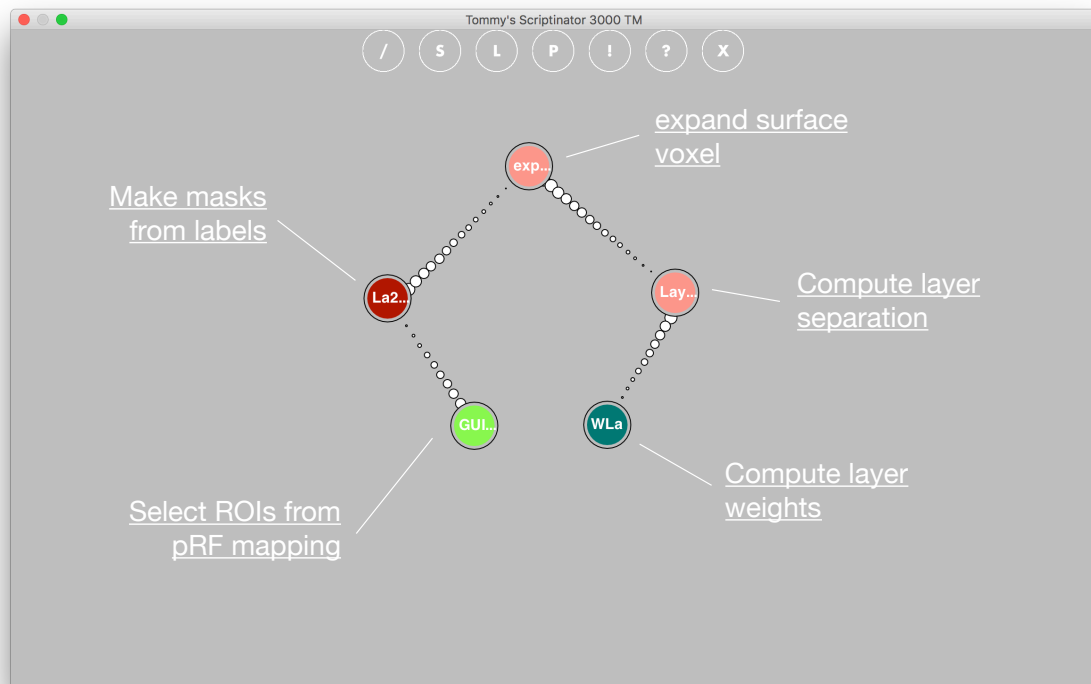 Tommy's Scriptinator 3000 TM
/ S L P ! ? X
expand surface
voxel
exp...
Make masks
from labels
La2...
Lay...
Compute layer
separation
GUI...
WLa
Compute layer
weights
Select ROIs from
pRF mapping